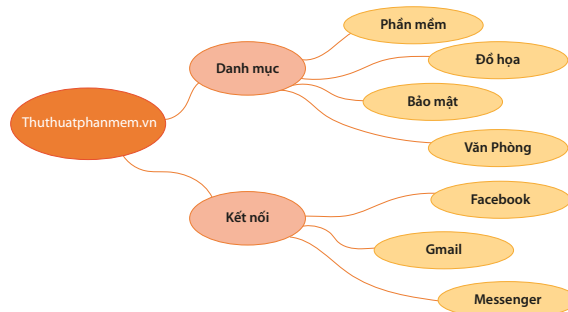 Thuthuatphanmem.vn
Danh mục
Phần mềm
Đồ họa
Bảo mật
Văn Phòng
Kết nối
Facebook
Gmail
Messenger